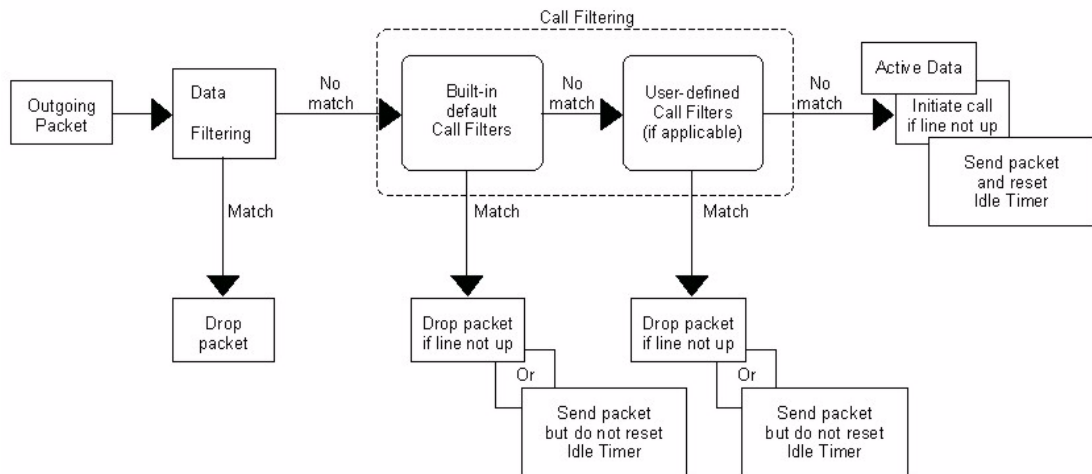 Call Filtering
Outgoing
Packet
Data
Filtering
No
match
Built-in
default
Call Filters
No
match
User-defined
Call Filters
(if applicable)
No
match
Active Data
Initiate call
if line not up
Send packet
and reset
Idle Timer
Match
Match
Match
Drop
packet
Drop packet
if line not up
Or
Send packet
but do not reset
Idle Timer
Drop packet
if line not up
Or
Send packet
but do not reset
Idle Timer